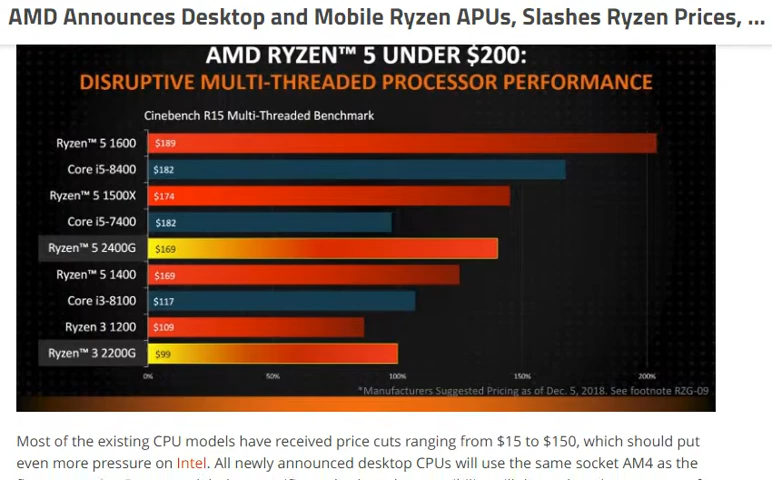 AMD Announces Desktop and Mobile Ryzen APUs, Slashes Ryzen Prices, ...
AMD RYZEN™ 5 UNDER $200:
DISRUPTIVE MULTI-THREADED PROCESSOR PERFORMANCE
Cinebench R15 Multi-Threaded Benchmark
Ryzen™ 5 1600 $189
Core i5-8400 $182
Ryzen™ 5 1500X $174
Core i5-7400 $182
Ryzen™ 5 2400G $169
Ryzen™ 5 1400 $169
Core i3-8100 $117
Ryzen 3 1200 $109
Ryzen™ 3 2200G $99
0% 50% 100% 150% 200%
*Manufacturers Suggested Pricing as of Dec. 5, 2018. See footnote RZG-09
Most of the existing CPU models have received price cuts ranging from $15 to $150, which should put
even more pressure on Intel. All newly announced desktop CPUs will use the same socket AM4 as the